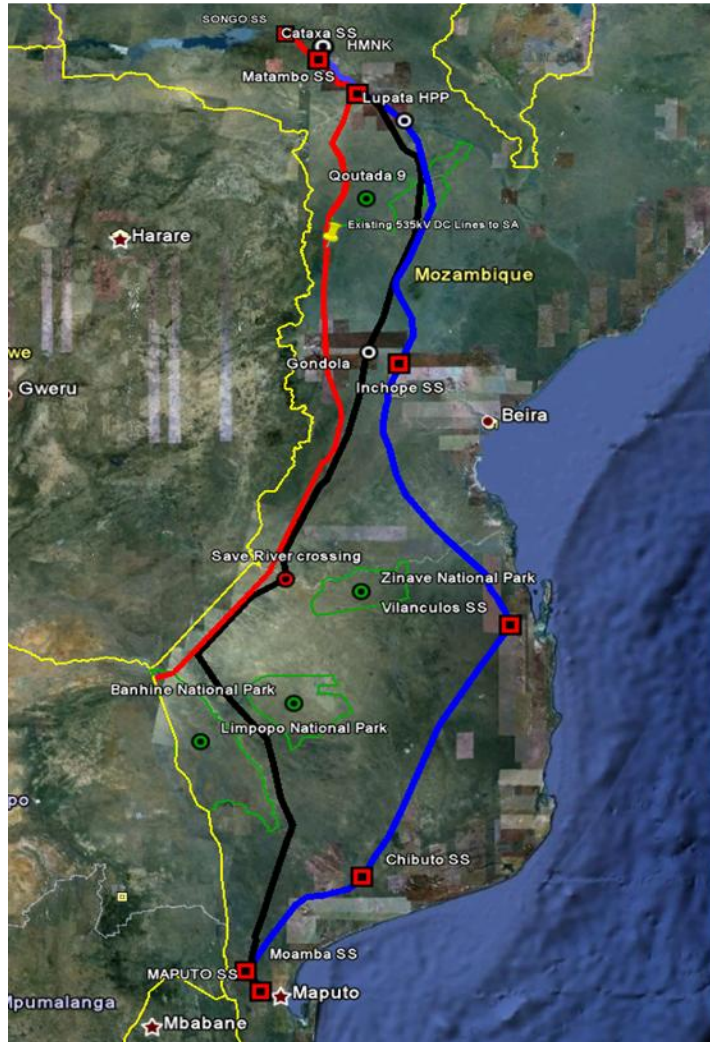 SONGO SS
Cataxa SS
HMNK
Matambo SS
Lupata HPP
Qoutada 9
Existing 535kV DC Lines to SA
Harare
Mozambique
we
Gondola
Gweru
Inchope SS
Beira
Save River crossing
Zinave National Park
Vilanculos SS
Banhine National Park
Limpopo National Park
po
Chibuto SS
Moamba SS
MAPUTO SS
Maputo
Mpumalanga
Mbabane